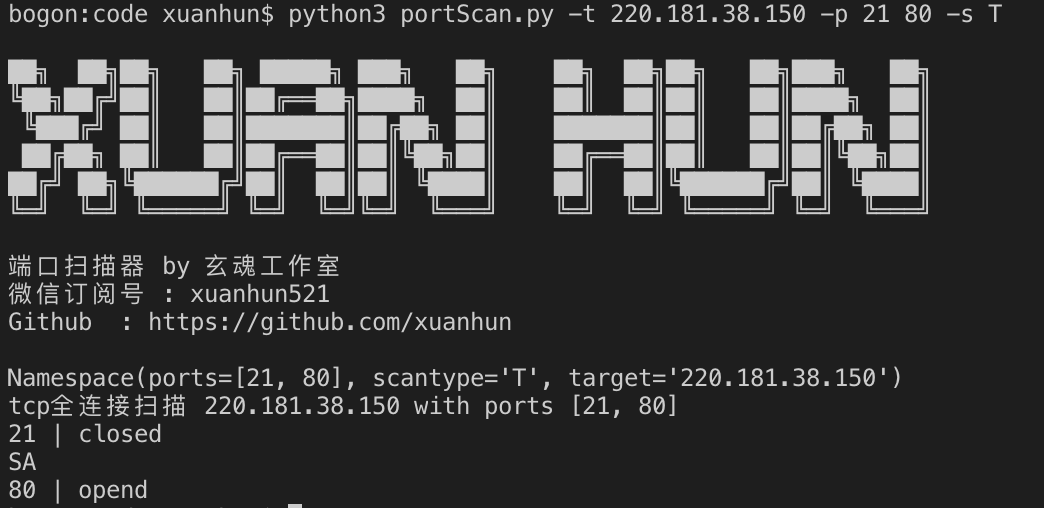 bogon:code xuanhun$ python3 portScan.py -t 220.181.38.150 -p 21 80 -s T
XUAN HUN
端口扫描器 by 玄魂工作室
微信订阅号 : xuanhun521
Github  : https://github.com/xuanhun
Namespace(ports=[21, 80], scantype='T', target='220.181.38.150')
tcp全连接扫描 220.181.38.150 with ports [21, 80]
21 | closed
SA
80 | opend